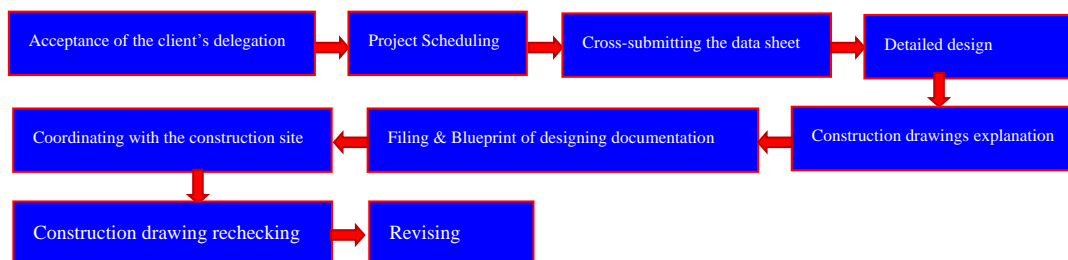 Acceptance of the client’s delegation
Project Scheduling
Cross-submitting the data sheet
Detailed design
Construction drawings explanation
Filing & Blueprint of designing documentation
Coordinating with the construction site
Construction drawing rechecking
Revising